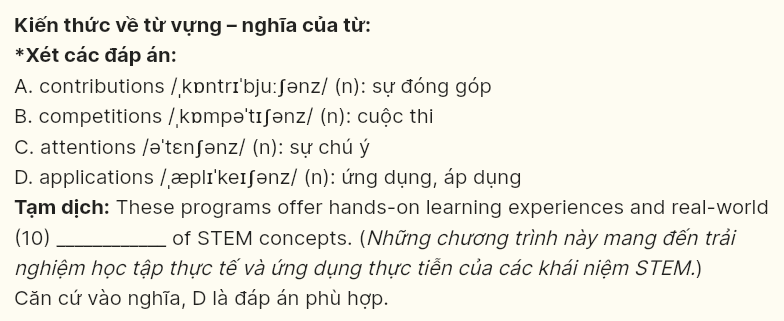 Kiến thức về từ vựng – nghĩa của từ:
*Xét các đáp án:
A. contributions /ˌkɒntrɪˈbjuːʃənz/ (n): sự đóng góp
B. competitions /ˌkɒmpəˈtɪʃənz/ (n): cuộc thi
C. attentions /əˈtɛnʃənz/ (n): sự chú ý
D. applications /ˌæplɪˈkeɪʃənz/ (n): ứng dụng, áp dụng
Tạm dịch: These programs offer hands-on learning experiences and real-world
(10) ____________ of STEM concepts. (Những chương trình này mang đến trải
nghiệm học tập thực tế và ứng dụng thực tiễn của các khái niệm STEM.)
Căn cứ vào nghĩa, D là đáp án phù hợp.